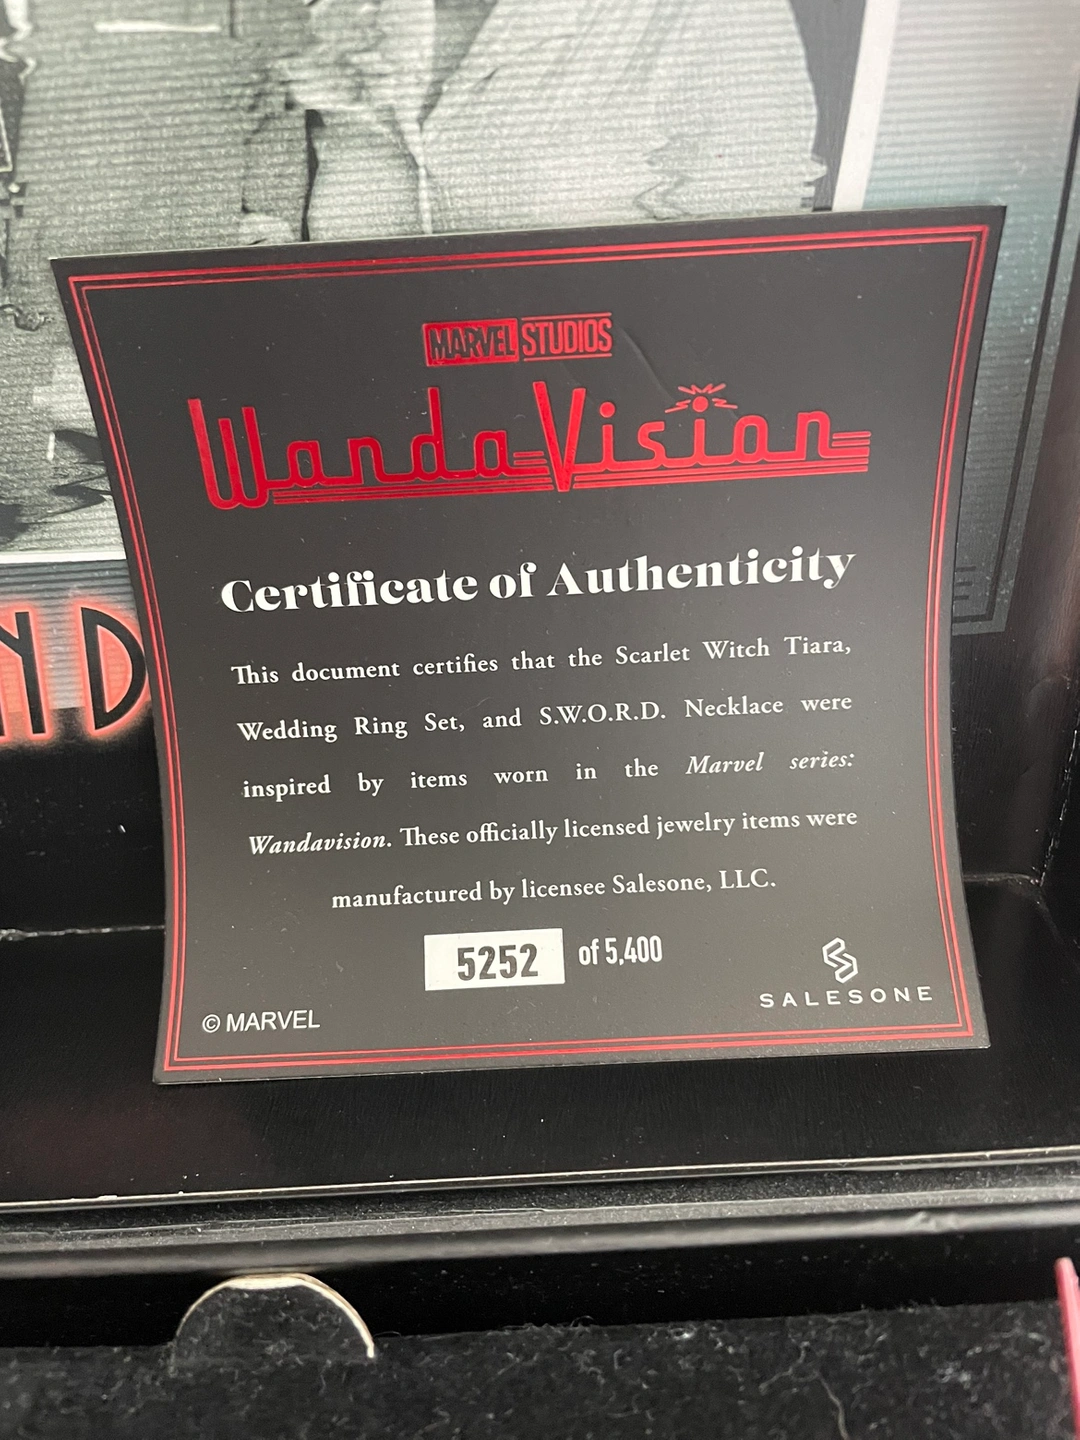 MARVEL STUDIOS
WandaVision
Certificate of Authenticity
This document certifies that the Scarlet Witch Tiara,
Wedding Ring Set, and S.W.O.R.D. Necklace were
inspired by items worn in the Marvel series:
Wandavision. These officially licensed jewelry items were
manufactured by licensee Salesone, LLC.
5252 of 5,400
SALESONE
© MARVEL